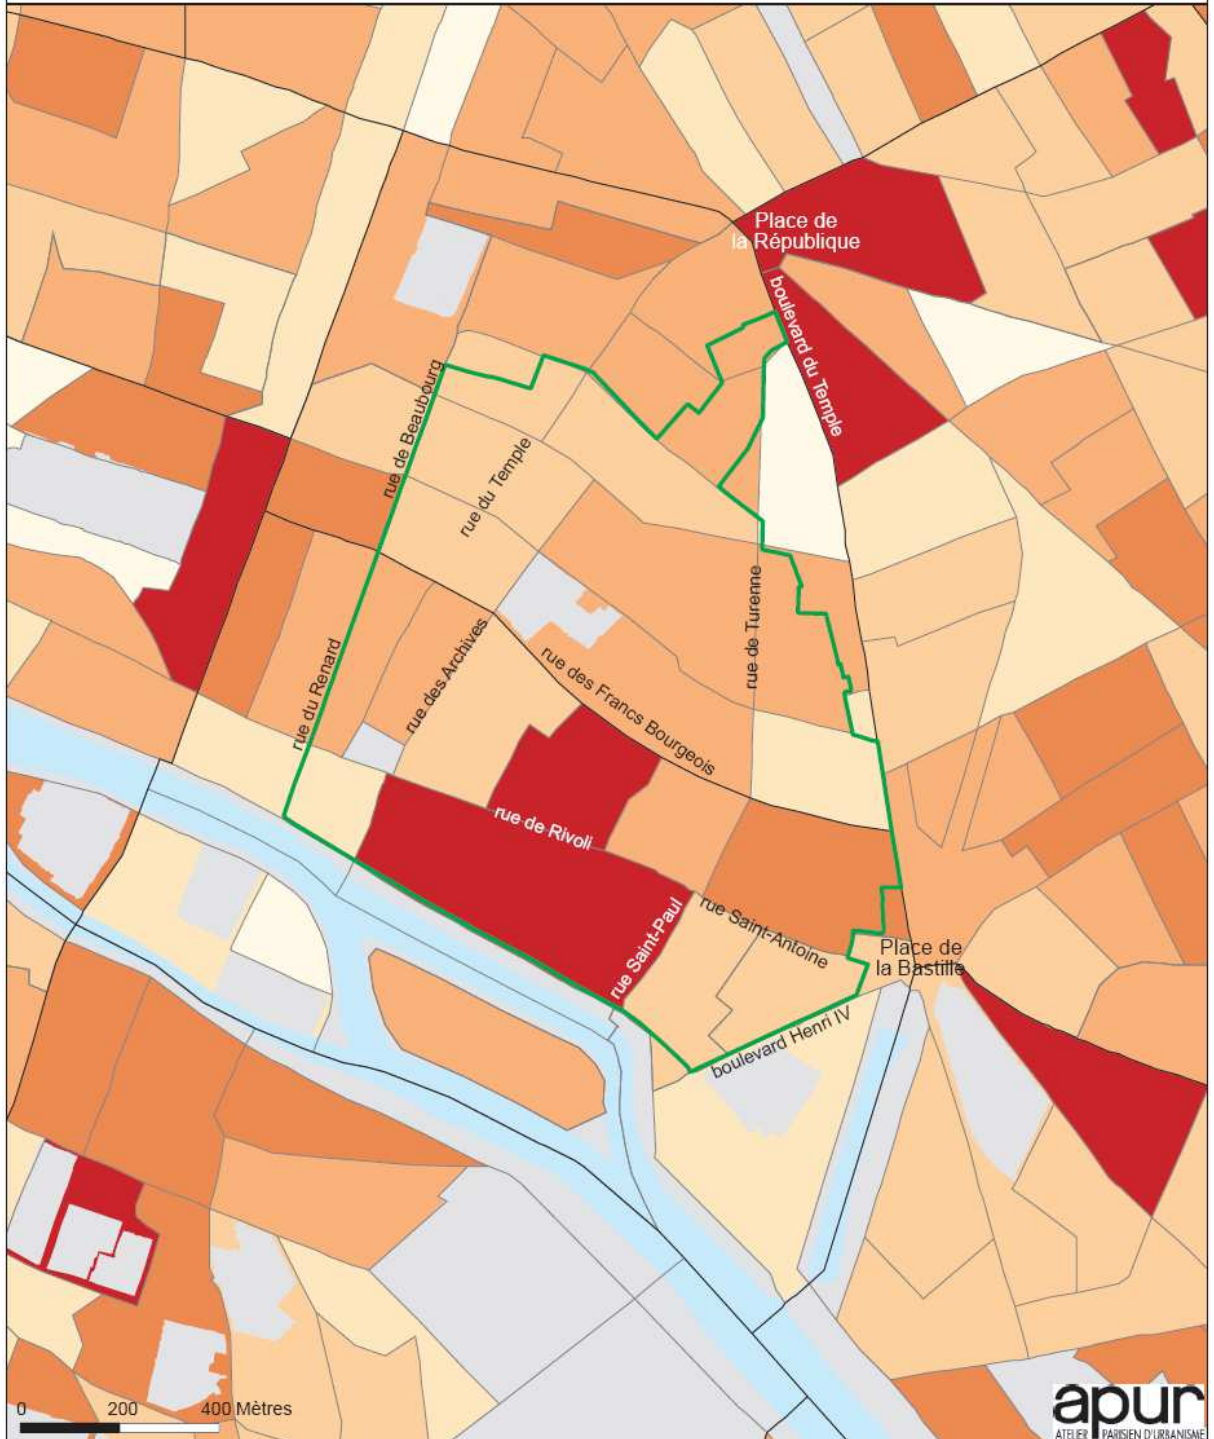 Place de
la République
boulevard du Temple
rue de Beaubourg
rue du Temple
rue de Turenne
rue du Renard
rue des Archives
rue des Francs Bourgeois
rue de Rivoli
rue Saint-Paul
rue Saint-Antoine
Place de
la Bastille
boulevard Henri IV
0 200 400 Mètres
apur
ATELIER PARISIEN D'URBANISME